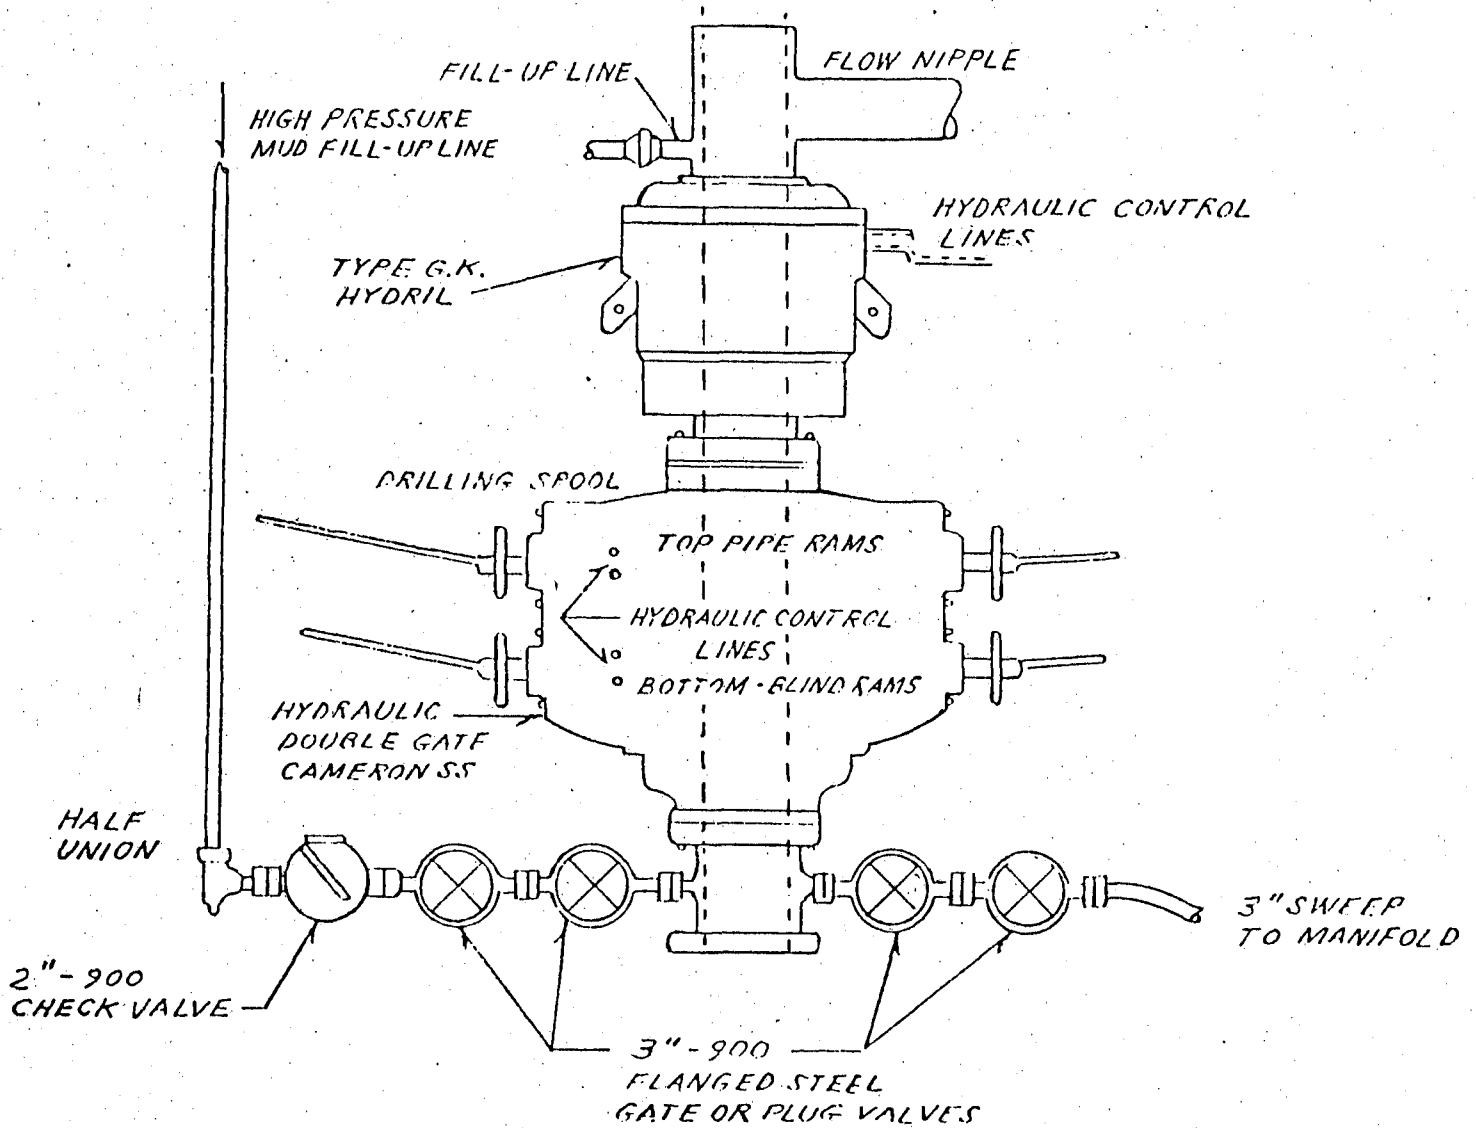 FILL-UP LINE
FLOW NIPPLE
HIGH PRESSURE
MUD FILL-UP LINE
HYDRAULIC CONTROL
LINES
TYPE G.K.
HYDRIL
DRILLING SPOOL
TOP PIPE RAMS
HYDRAULIC CONTROL
LINES
BOTTOM-BLIND RAMS
HYDRAULIC
DOUBLE GATE
CAMERON SS
HALF
UNION
3" SWEEP
TO MANIFOLD
2"-900
CHECK VALVE
3"-900
FLANGED STEEL
GATE OR PLUG VALVES